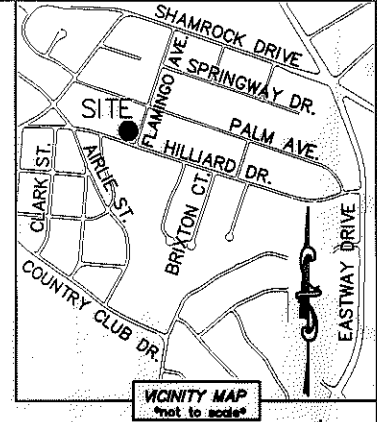 SHAMROCK DRIVE
FLAMINGO AVE.
SPRINGWAY DR.
SITE
PALM AVE.
HILLIARD DR.
CLARK ST.
AIRLIE ST.
BRIXTON CT.
EASTWAY DRIVE
COUNTRY CLUB DR.
VICINITY MAP
*not to scale*